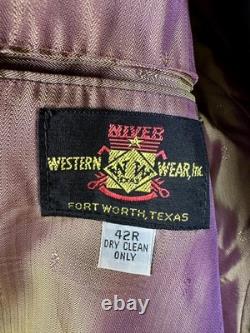 NIVER
WESTERN WEAR, Inc.
FORT WORTH, TEXAS
42R
DRY CLEAN
ONLY